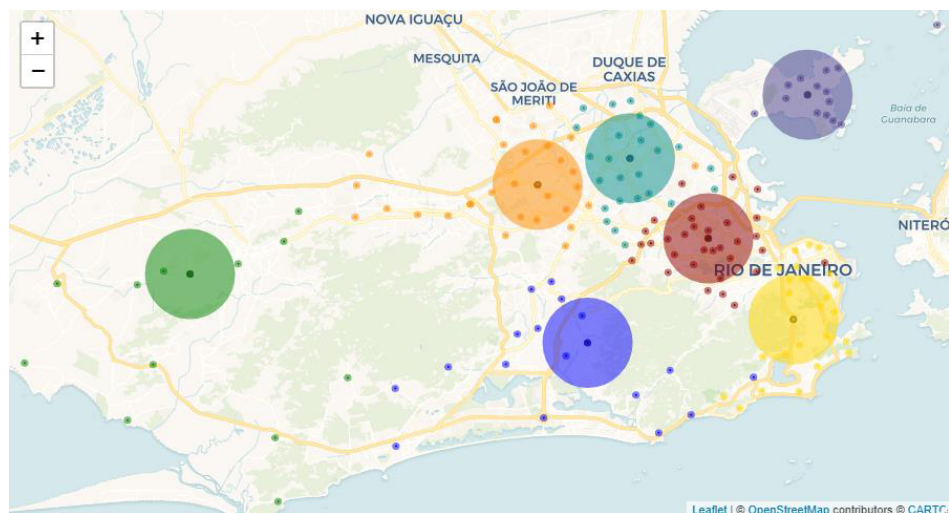 +
−
NOVA IGUAÇU
MESQUITA
SÃO JOÃO DE
MERITI
DUQUE DE
CAXIAS
Baia de
Guanabara
NITERÓ
RIO DE JANEIRO
Leaflet | © OpenStreetMap contributors © CARTO